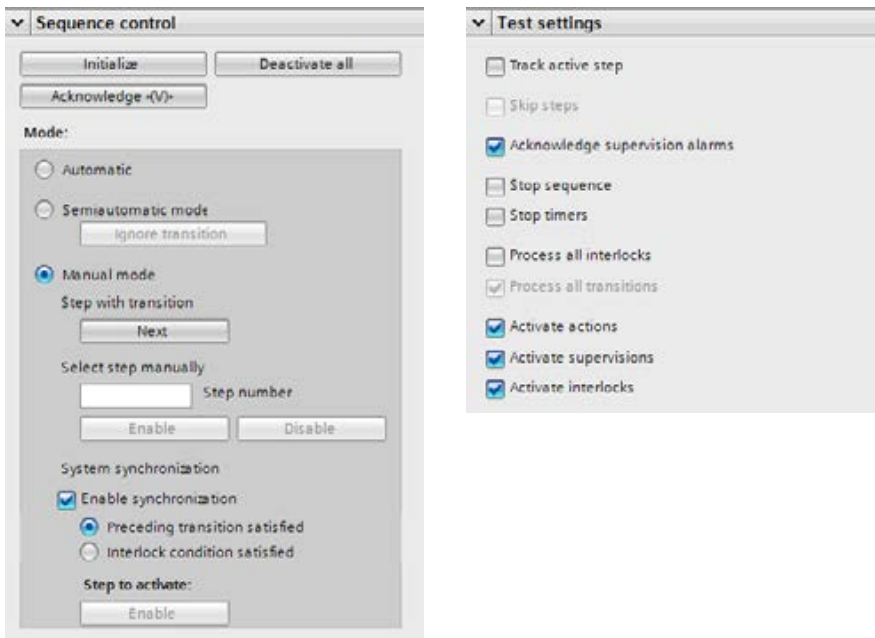 Sequence control
Initialize
Deactivate all
Acknowledge -(V)-
Mode:
Automatic
Semiautomatic mode
Ignore transition
Manual mode
Step with transition
Next
Select step manually
Step number
Enable
Disable
System synchronization
Enable synchronization
Preceding transition satisfied
Interlock condition satisfied
Step to activate:
Enable
Test settings
Track active step
Skip steps
Acknowledge supervision alarms
Stop sequence
Stop timers
Process all interlocks
Process all transitions
Activate actions
Activate supervisions
Activate interlocks